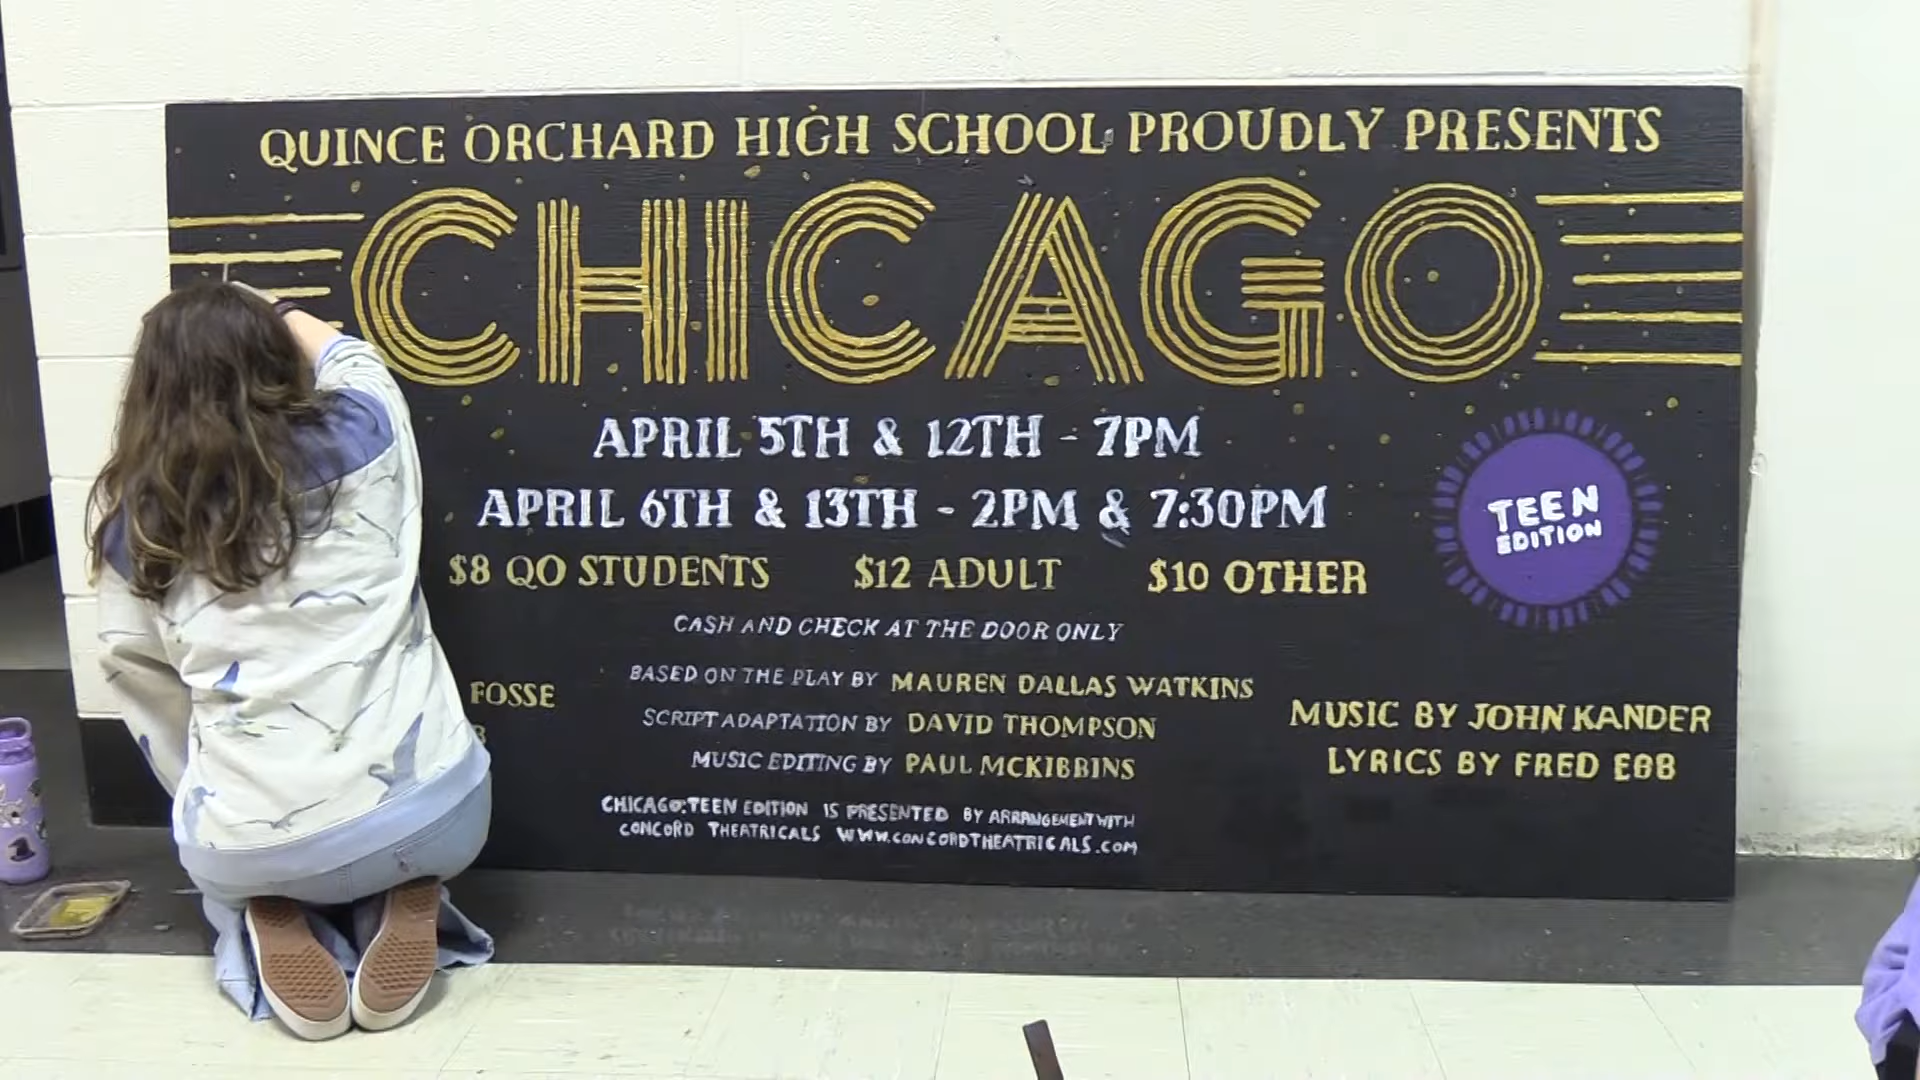 QUINCE ORCHARD HIGH SCHOOL PROUDLY PRESENTS
CHICAGO
APRIL 5TH & 12TH - 7PM
APRIL 6TH & 13TH - 2PM & 7:30PM
TEEN
EDITION
$8 QO STUDENTS $12 ADULT $10 OTHER
CASH AND CHECK AT THE DOOR ONLY
FOSSE
BASED ON THE PLAY BY MAUREN DALLAS WATKINS
SCRIPT ADAPTATION BY DAVID THOMPSON
MUSIC EDITING BY PAUL MCKIBBINS
MUSIC BY JOHN KANDER
LYRICS BY FRED EBB
CHICAGO:TEEN EDITION IS PRESENTED BY ARRANGEMENT WITH
CONCORD THEATRICALS WWW.CONCORDTHEATRICALS.COM